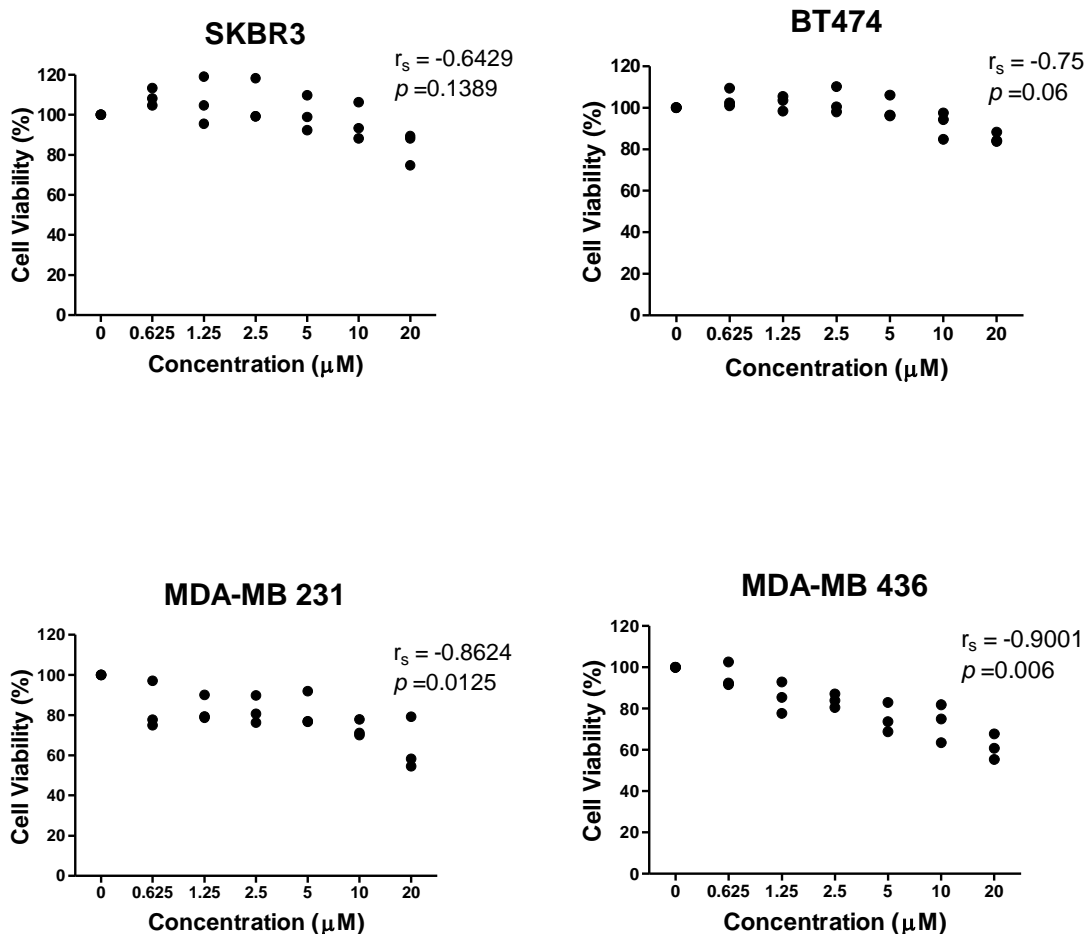 SKBR3
r_s = -0.6429
p =0.1389
Cell Viability (%)
120
100
80
60
40
20
0
0 0.625 1.25 2.5 5 10 20
Concentration (μM)
BT474
r_s = -0.75
p=0.06
Cell Viability (%)
120
100
80
60
40
20
0
0 0.625 1.25 2.5 5 10 20
Concentration (μM)
MDA-MB 231
r_s = -0.8624
p=0.0125
Cell Viability (%)
120
100
80
60
40
20
0
0 0.625 1.25 2.5 5 10 20
Concentration (μM)
MDA-MB 436
r_s = -0.9001
p=0.006
Cell Viability (%)
120
100
80
60
40
20
0
0 0.625 1.25 2.5 5 10 20
Concentration (μM)